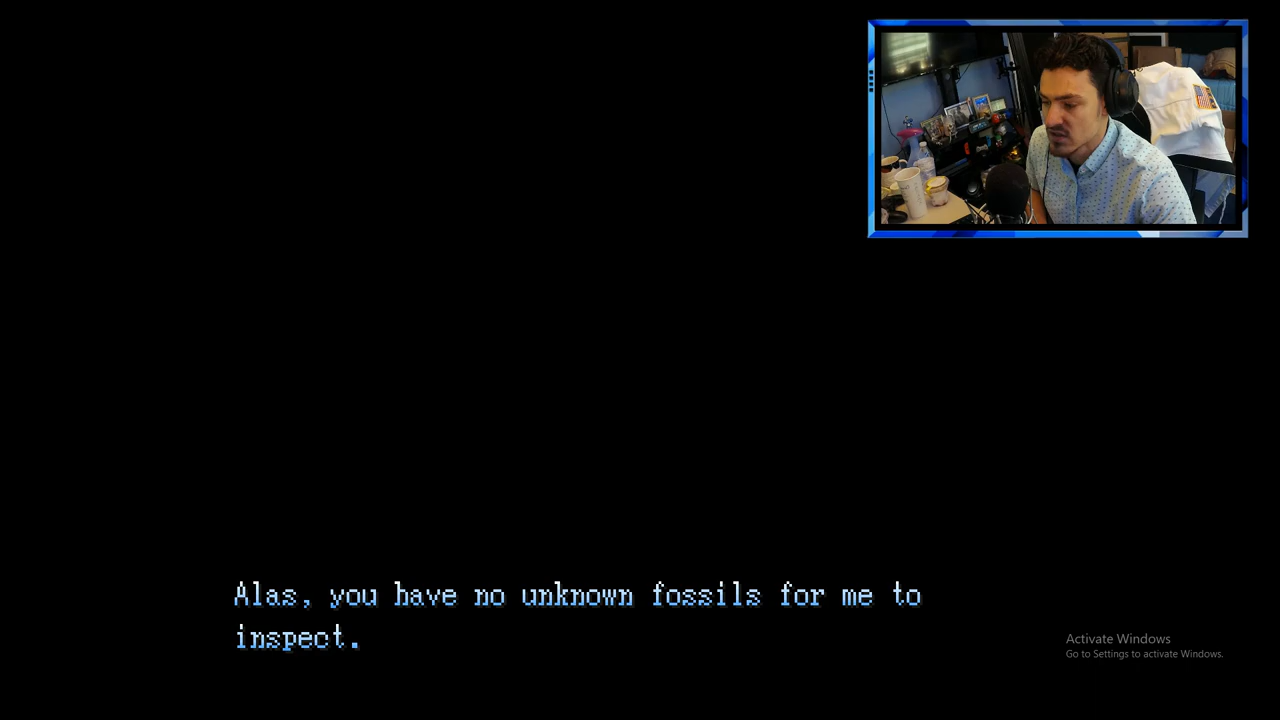 Alas, you have no unknown fossils for me to
inspect.
Activate Windows
Go to Settings to activate Windows.